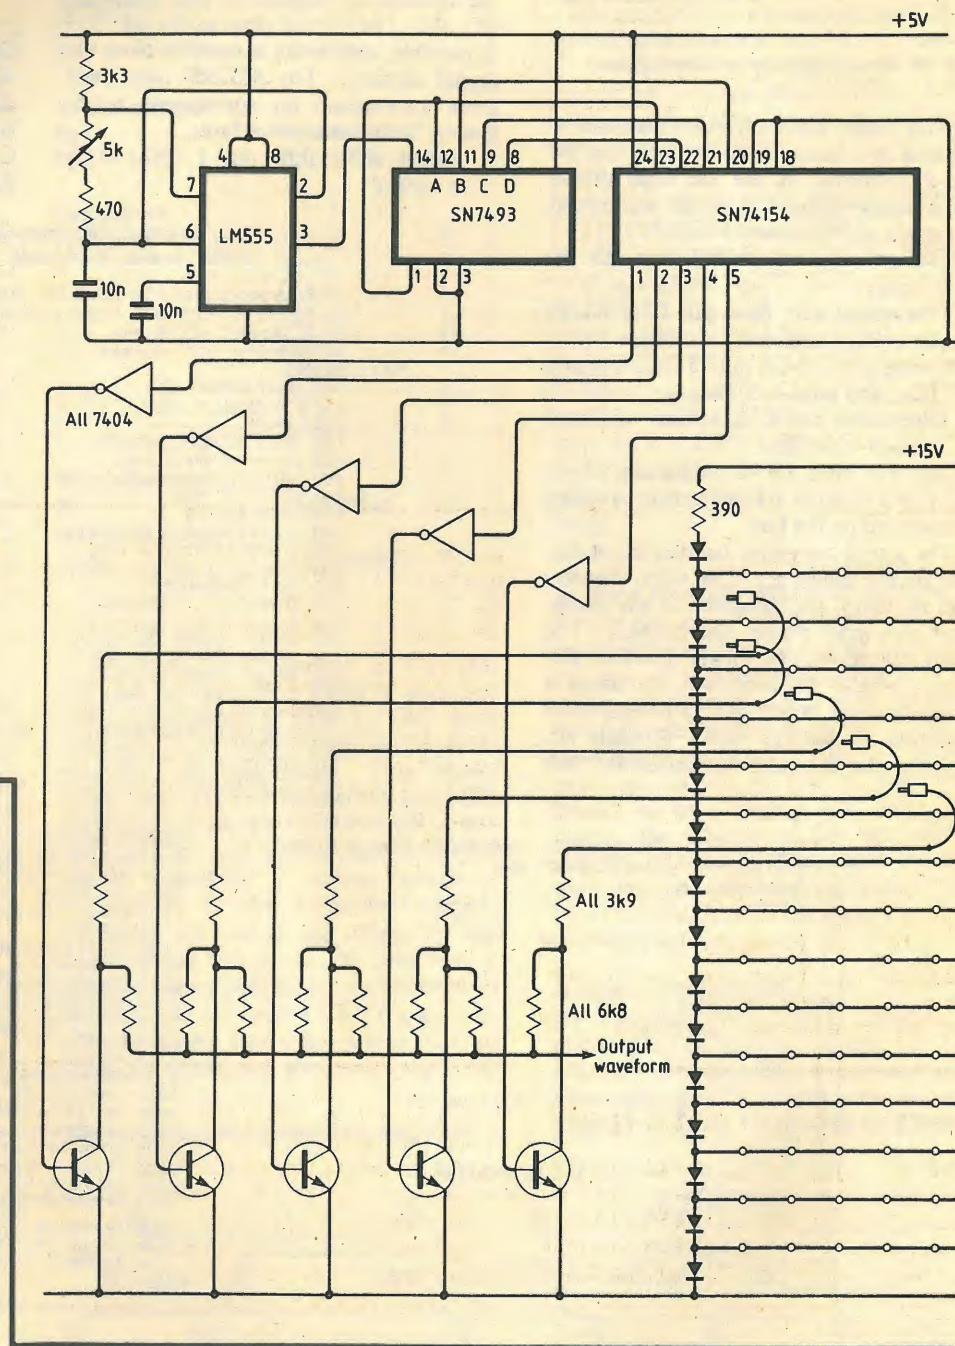 +5V
3k3
5k
470
10n
10n
4 8
7 2
6 3
5
LM555
14 12 11 9 8
A B C D
SN7493
1 2 3
24 23 22 21 20 19 18
SN74154
1 2 3 4 5
All 7404
+15V
390
All 3k9
All 6k8
Output
waveform